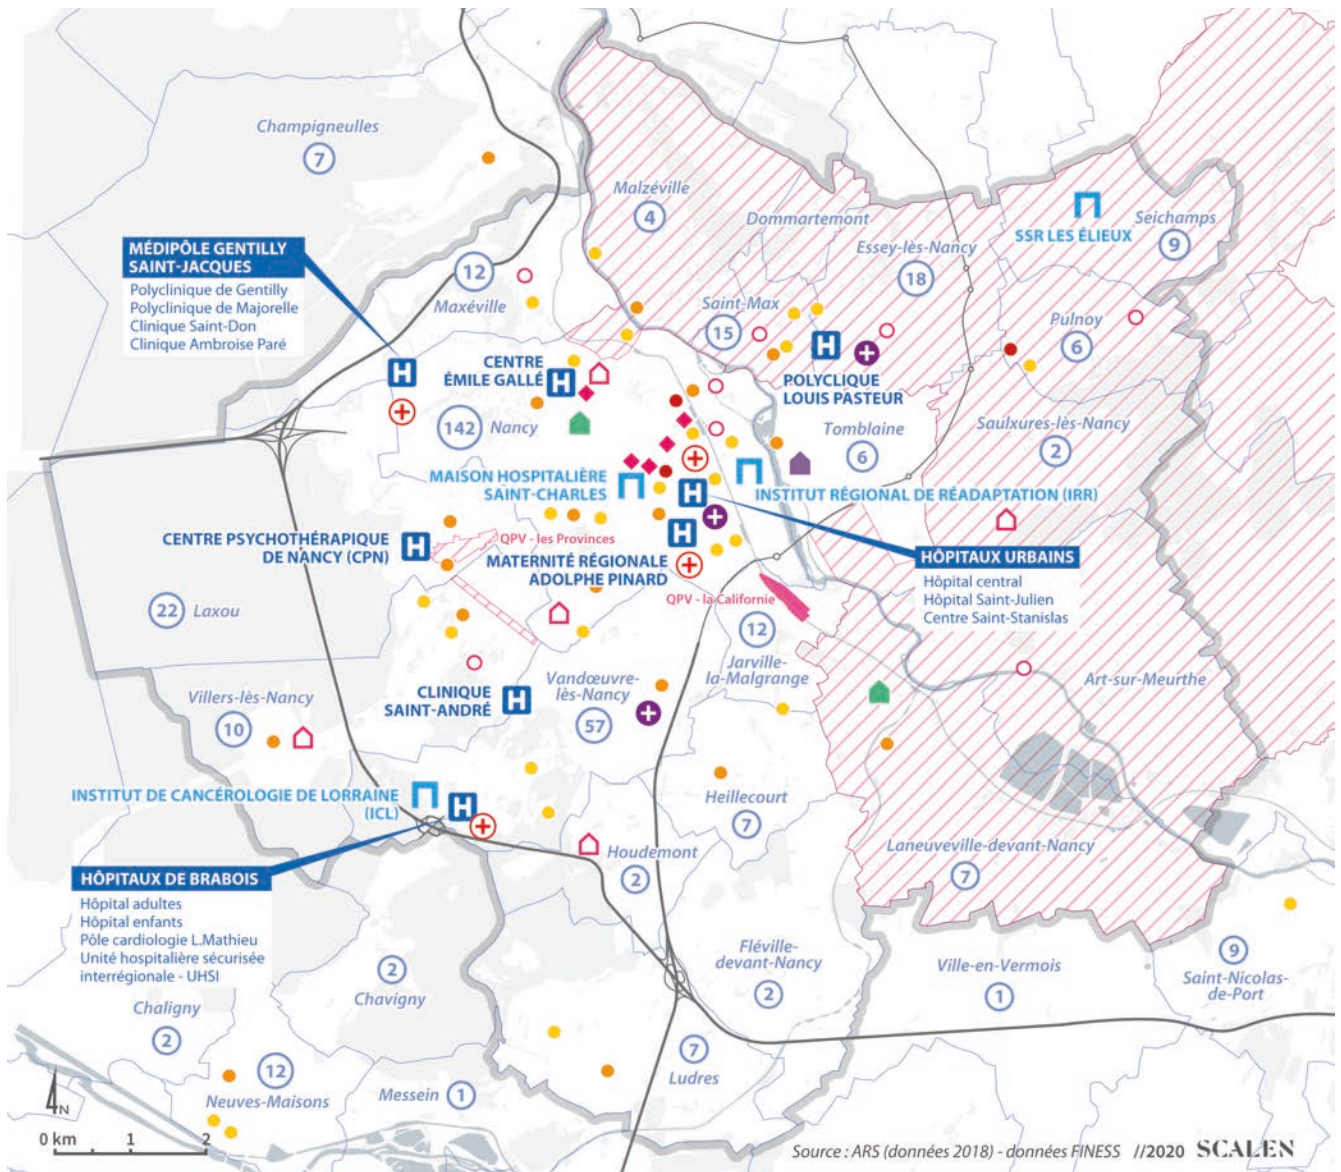 Champigneulles
7
Malzéville
4
Dommartemont
Essey-lès-Nancy
18
SSR LES ÉLIEUX
Seichamps
9
MÉDIPÔLE GENTILLY
SAINT-JACQUES
Polyclinique de Gentilly
Polyclinique de Majorelle
Clinique Saint-Don
Clinique Ambroise Paré
12
Maxéville
Saint-Max
15
Pulnoy
6
H
CENTRE
ÉMILE GALLÉ
H
H
POLYCLIQUE
LOUIS PASTEUR
142
Nancy
Tomblaine
6
Saulxures-lès-Nancy
2
MAISON HOSPITALIÈRE
SAINT-CHARLES
H
INSTITUT RÉGIONAL DE RÉADAPTATION (IRR)
CENTRE PSYCHOTHÉRAPIQUE
DE NANCY (CPN)
H
QPV - les Provinces
MATERNITÉ RÉGIONALE
ADOLPHE PINARD
H
HÔPITAUX URBAINS
Hôpital central
Hôpital Saint-Julien
Centre Saint-Stanislas
22
Laxou
QPV - la Californie
12
Jarville-
la-Malgrange
Art-sur-Meurthe
Villers-lès-Nancy
10
CLINIQUE
SAINT-ANDRÉ
H
Vandœuvre-
lès-Nancy
57
INSTITUT DE CANCÉROLOGIE DE LORRAINE
(ICL)
H
Heillecourt
7
Houdemont
2
Laneuveville-devant-Nancy
7
HÔPITAUX DE BRABOIS
Hôpital adultes
Hôpital enfants
Pôle cardiologie L.Mathieu
Unité hospitalière sécurisée
interrégionale - UHSI
2
Chavigny
Fléville-
devant-Nancy
2
Ville-en-Vermois
1
9
Saint-Nicolas-
de-Port
Chaligny
2
12
Neuves-Maisons
Messein
1
7
Ludres
N
0 km 1 2
Source : ARS (données 2018) - données FINESS //2020 SCALEN